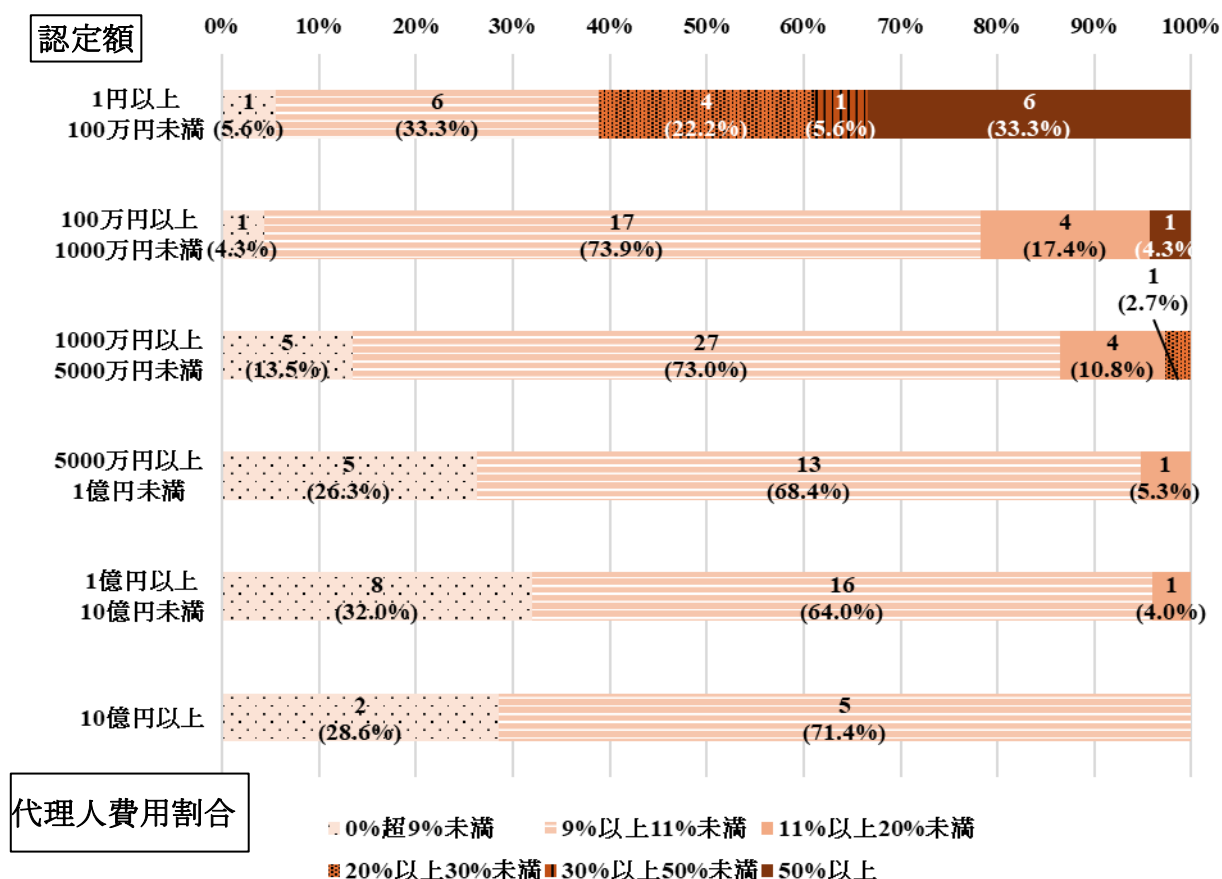 認定額
0% 10% 20% 30% 40% 50% 60% 70% 80% 90% 100%
1円以上
100万円未満
1 6 4 1 6
(5.6%) (33.3%) (22.2%) (5.6%) (33.3%)
100万円以上
1000万円未満
1 17 4 1
(4.3%) (73.9%) (17.4%) (4.3%
1
(2.7%)
1000万円以上
5000万円未満
5 27 4
(13.5%) (73.0%) (10.8%)
5000万円以上
1億円未満
5 13 1
(26.3%) (68.4%) (5.3%)
1億円以上
10億円未満
8 16 1
(32.0%) (64.0%) (4.0%)
10億円以上
2 5
(28.6%) (71.4%)
代理人費用割合
0%超9%未満 9%以上11%未満 11%以上20%未満
20%以上30%未満 30%以上50%未満 50%以上